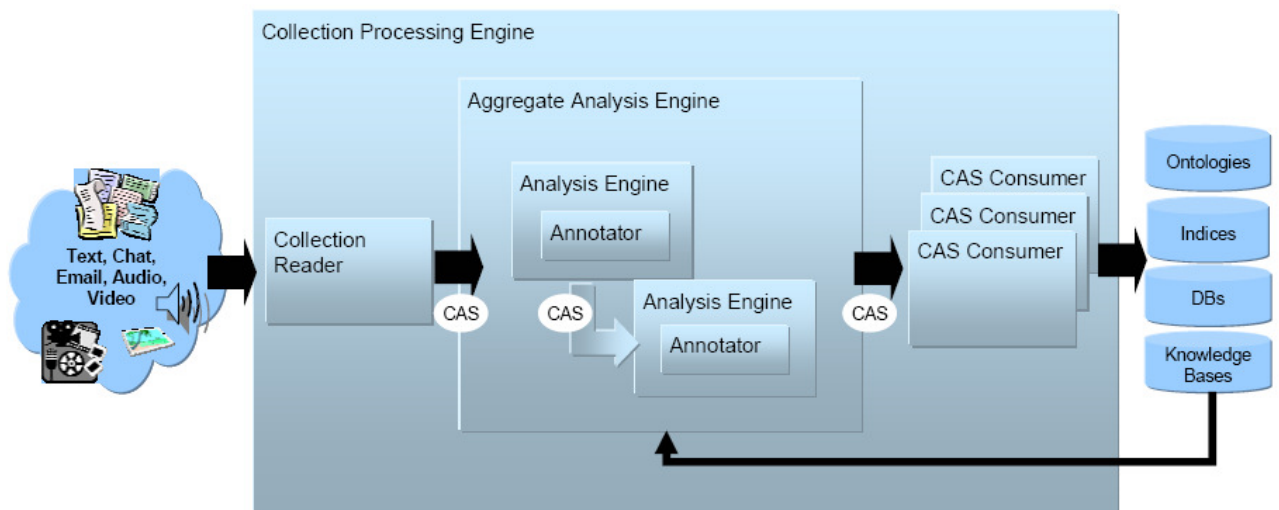 Collection Processing Engine
Aggregate Analysis Engine
Text, Chat,
Email, Audio,
Video
Collection
Reader
CAS
Analysis Engine
Annotator
CAS
Analysis Engine
Annotator
CAS
CAS Consumer
CAS Consumer
CAS Consumer
Ontologies
Indices
DBs
Knowledge
Bases